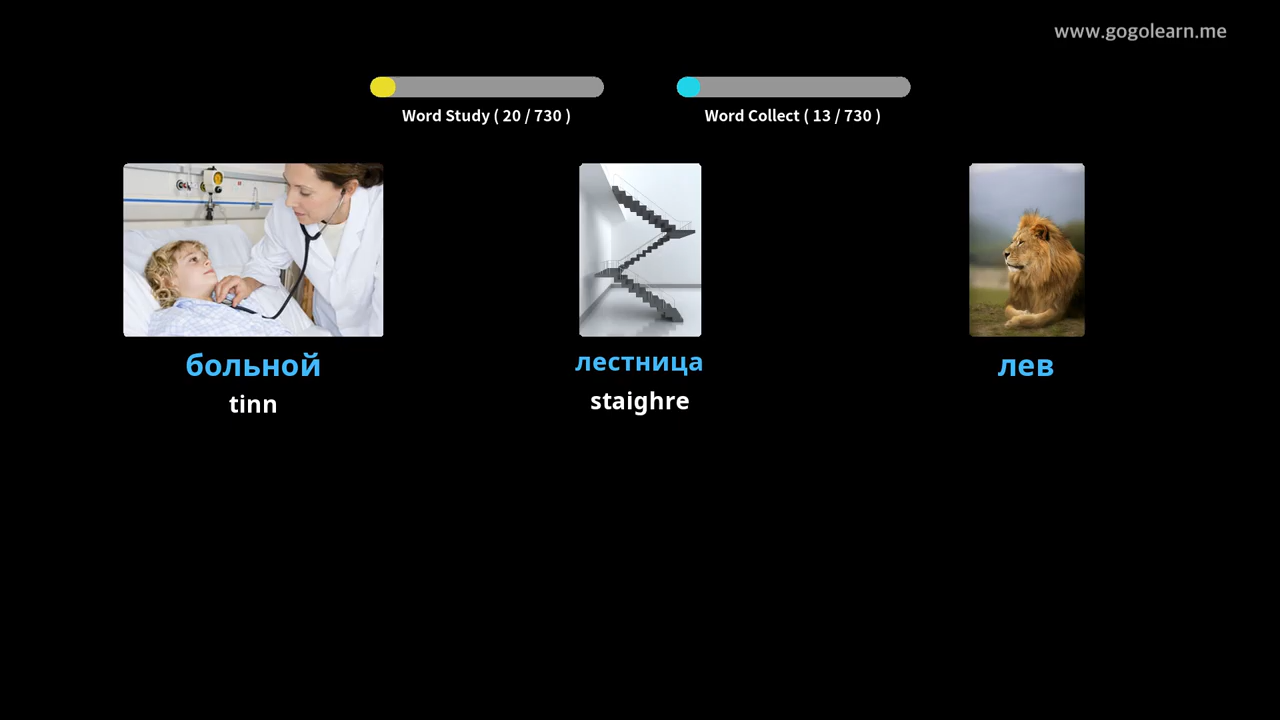 www.gogolearn.me
Word Study ( 20 / 730 )
Word Collect ( 13 / 730 )
больной
tinn
лестница
staighre
лев